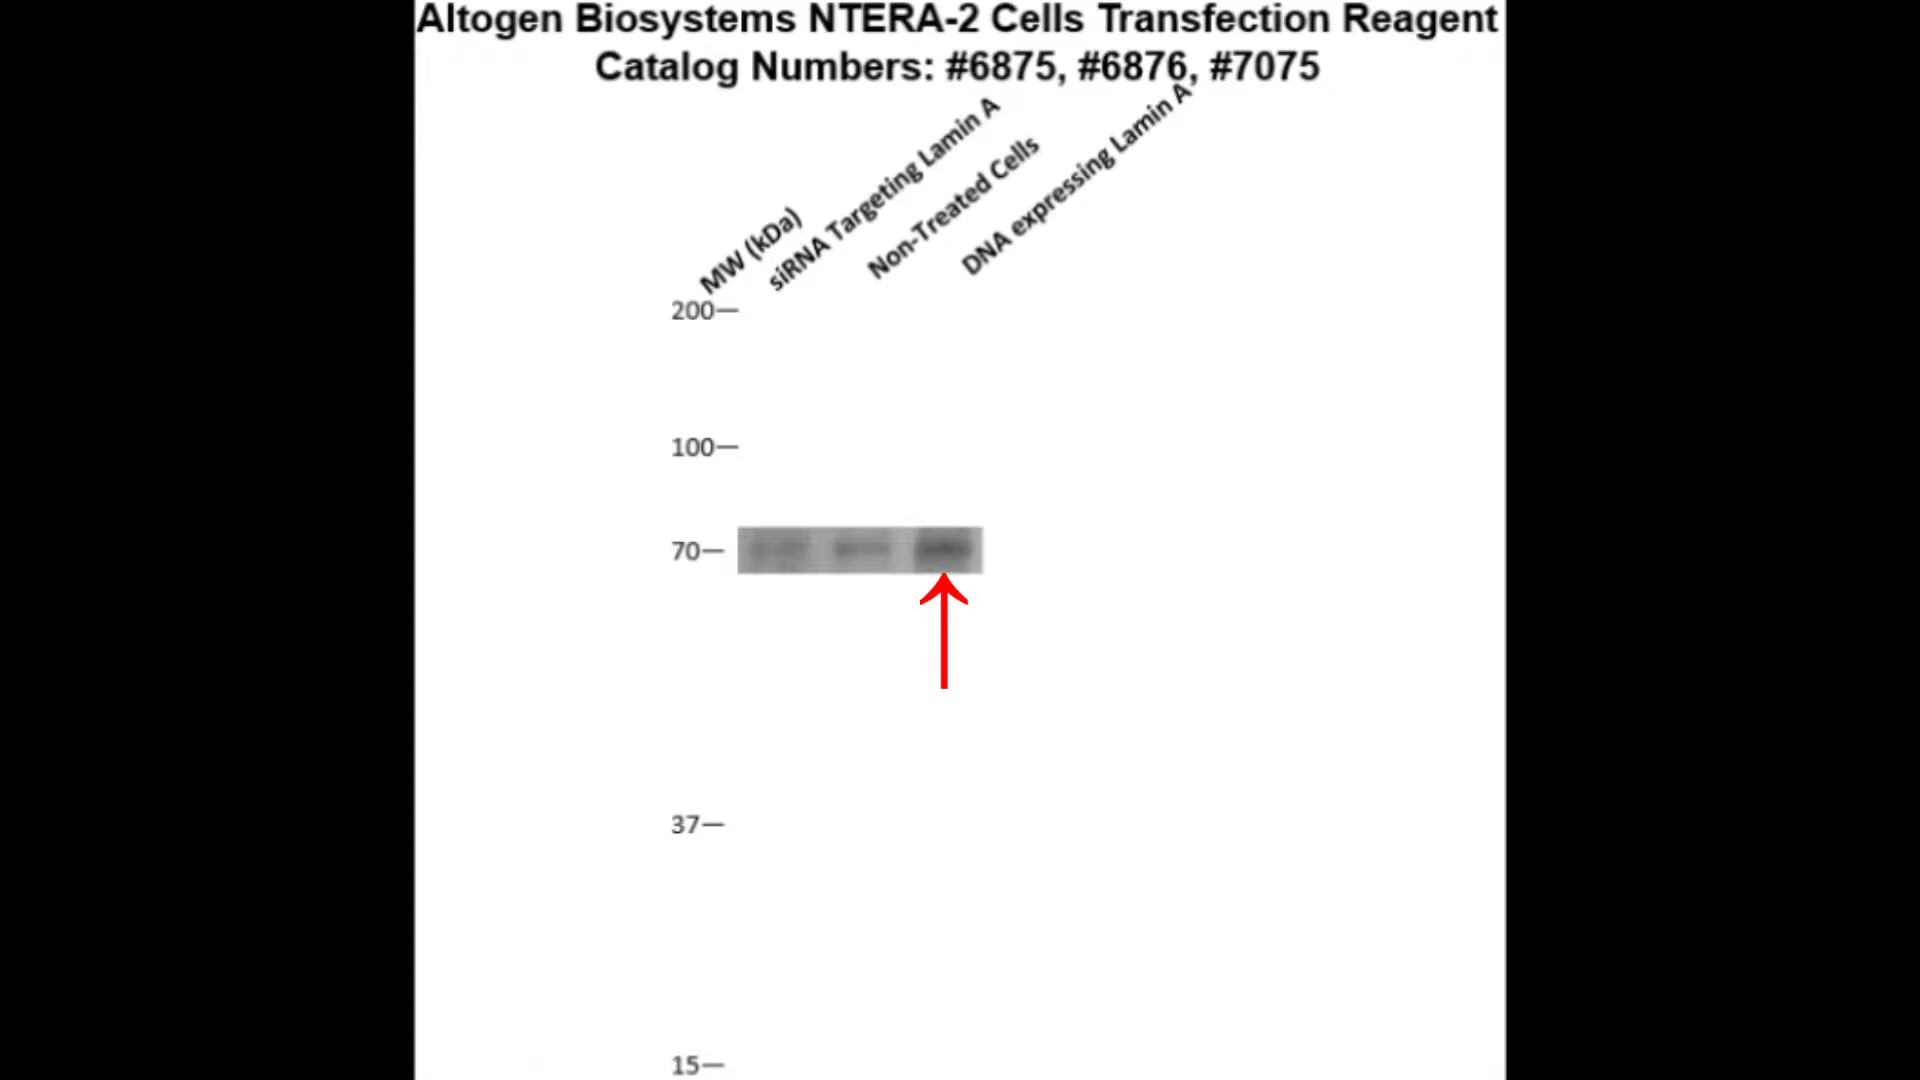 Altogen Biosystems NTERA-2 Cells Transfection Reagent
Catalog Numbers: #6875, #6876, #7075
MW (kDa)
siRNA Targeting Lamin A
Non-Treated Cells
DNA expressing Lamin A
200
100
70
37
15